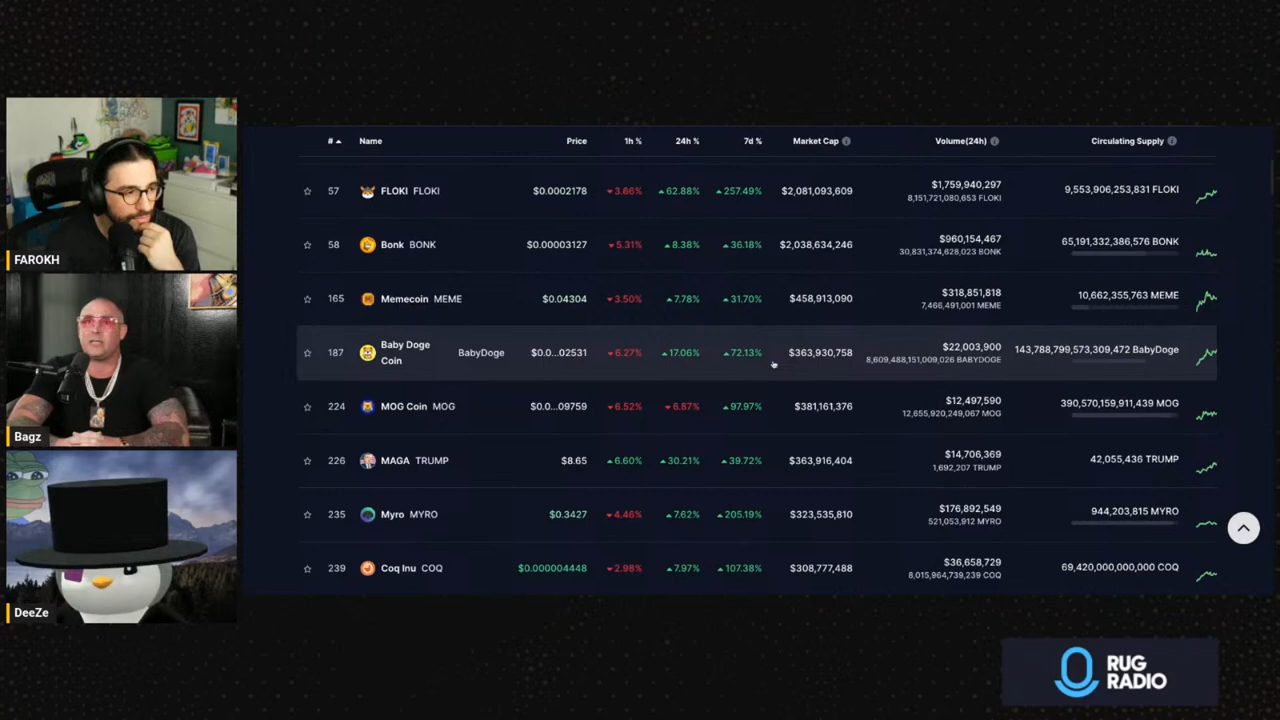 # Name Price 1h % 24h % 7d % Market Cap Volume(24h) Circulating Supply
57 FLOKI FLOKI $0.0002178 3.66% 62.88% 257.49% $2,081,093,609 $1,759,940,297 9,553,906,253,831 FLOKI
8,151,721,080,653 FLOKI
58 Bonk BONK $0.00003127 5.31% 8.38% 36.18% $2,038,634,246 $960,154,467 65,191,332,386,576 BONK
30,831,374,628,023 BONK
165 Memecoin MEME $0.04304 3.50% 7.78% 31.70% $458,913,090 $318,851,818 10,662,355,763 MEME
7,466,491,001 MEME
187 Baby Doge Coin BabyDoge $0.0...02531 6.27% 17.06% 72.13% $363,930,758 $22,003,900 143,788,799,573,309,472 BabyDoge
8,609,488,151,009,026 BABYDOGE
224 MOG Coin MOG $0.0...09759 6.52% 6.87% 97.97% $381,161,376 $12,497,590 390,570,159,911,439 MOG
12,655,920,249,067 MOG
226 MAGA TRUMP $8.65 6.60% 30.21% 39.72% $363,916,404 $14,706,369 42,055,436 TRUMP
1,692,207 TRUMP
235 Myro MYRO $0.3427 4.46% 7.62% 205.19% $323,535,810 $176,892,549 944,203,815 MYRO
521,053,912 MYRO
239 Coq Inu COQ $0.000004448 2.98% 7.97% 107.38% $308,777,488 $36,658,729 69,420,000,000,000 COQ
8,015,964,739,239 COQ
FAROKH
Bagz
DeeZe
RUG
RADIO